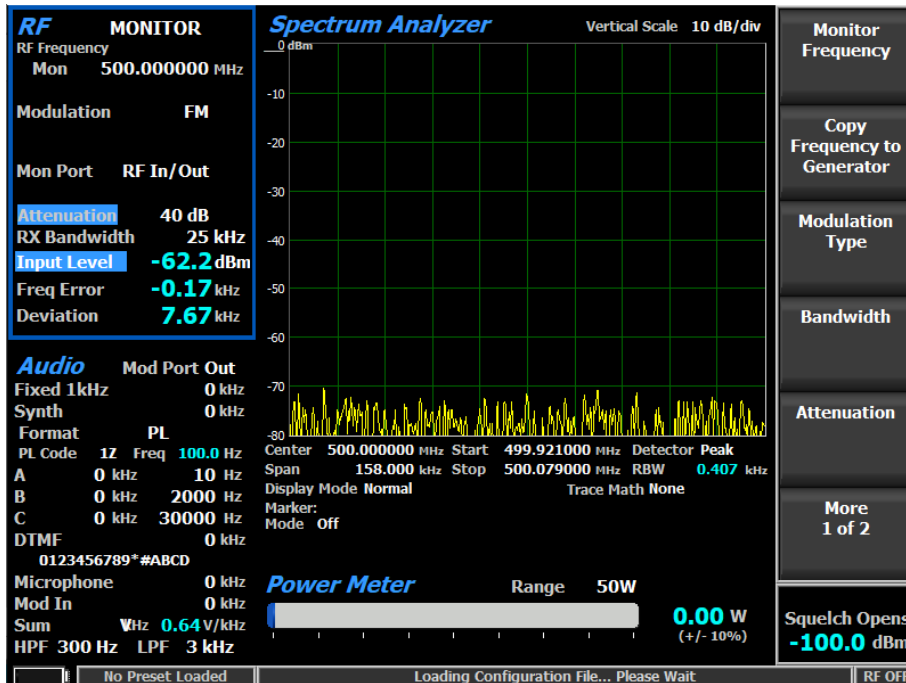 RF MONITOR
RF Frequency
Mon 500.000000 MHz
Modulation FM
Mon Port RF In/Out
Attenuation 40 dB
RX Bandwidth 25 kHz
Input Level -62.2 dBm
Freq Error -0.17 kHz
Deviation 7.67 kHz
Audio Mod Port Out
Fixed 1kHz 0 kHz
Synth 0 kHz
Format PL
PL Code 1Z Freq 100.0 Hz
A 0 kHz 10 Hz
B 0 kHz 2000 Hz
C 0 kHz 30000 Hz
DTMF 0 kHz
0123456789*#ABCD
Microphone 0 kHz
Mod In 0 kHz
Sum Hz 0.64 V/kHz
HPF 300 Hz LPF 3 kHz
Spectrum Analyzer Vertical Scale 10 dB/div
0 dBm
-10
-20
-30
-40
-50
-60
-70
-80
Center 500.000000 MHz Start 499.921000 MHz Detector Peak
Span 158.000 kHz Stop 500.079000 MHz RBW 0.407 kHz
Display Mode Normal Trace Math None
Marker:
Mode Off
Power Meter Range 50W
0.00 W
(+/- 10%)
Monitor
Frequency
Copy
Frequency to
Generator
Modulation
Type
Bandwidth
Attenuation
More
1 of 2
Squelch Opens
-100.0 dBm
No Preset Loaded Loading Configuration File... Please Wait RF OFF